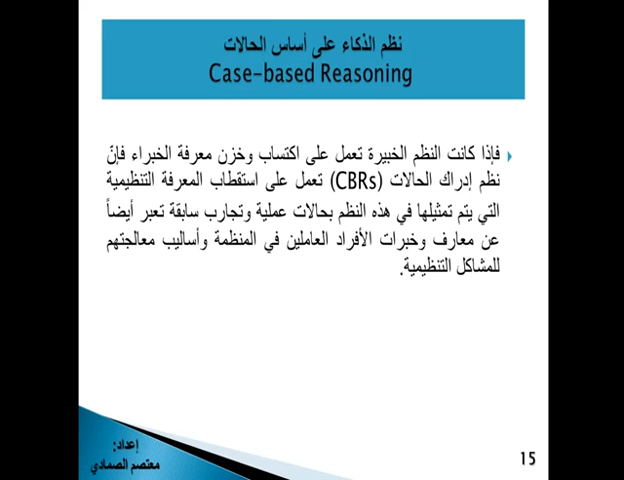 نظم الذكاء على أساس الحالات
Case-based Reasoning
فإذا كانت النظم الخبيرة تعمل على اكتساب وخزن معرفة الخبراء فإنّ
نظم إدراك الحالات (CBRs) تعمل على استقطاب المعرفة التنظيمية
التي يتم تمثيلها في هذه النظم بحالات عملية وتجارب سابقة تعبر أيضاً
عن معارف وخبرات الأفراد العاملين في المنظمة وأساليب معالجتهم
للمشاكل التنظيمية.
إعداد:
معتصم الصمادي
15